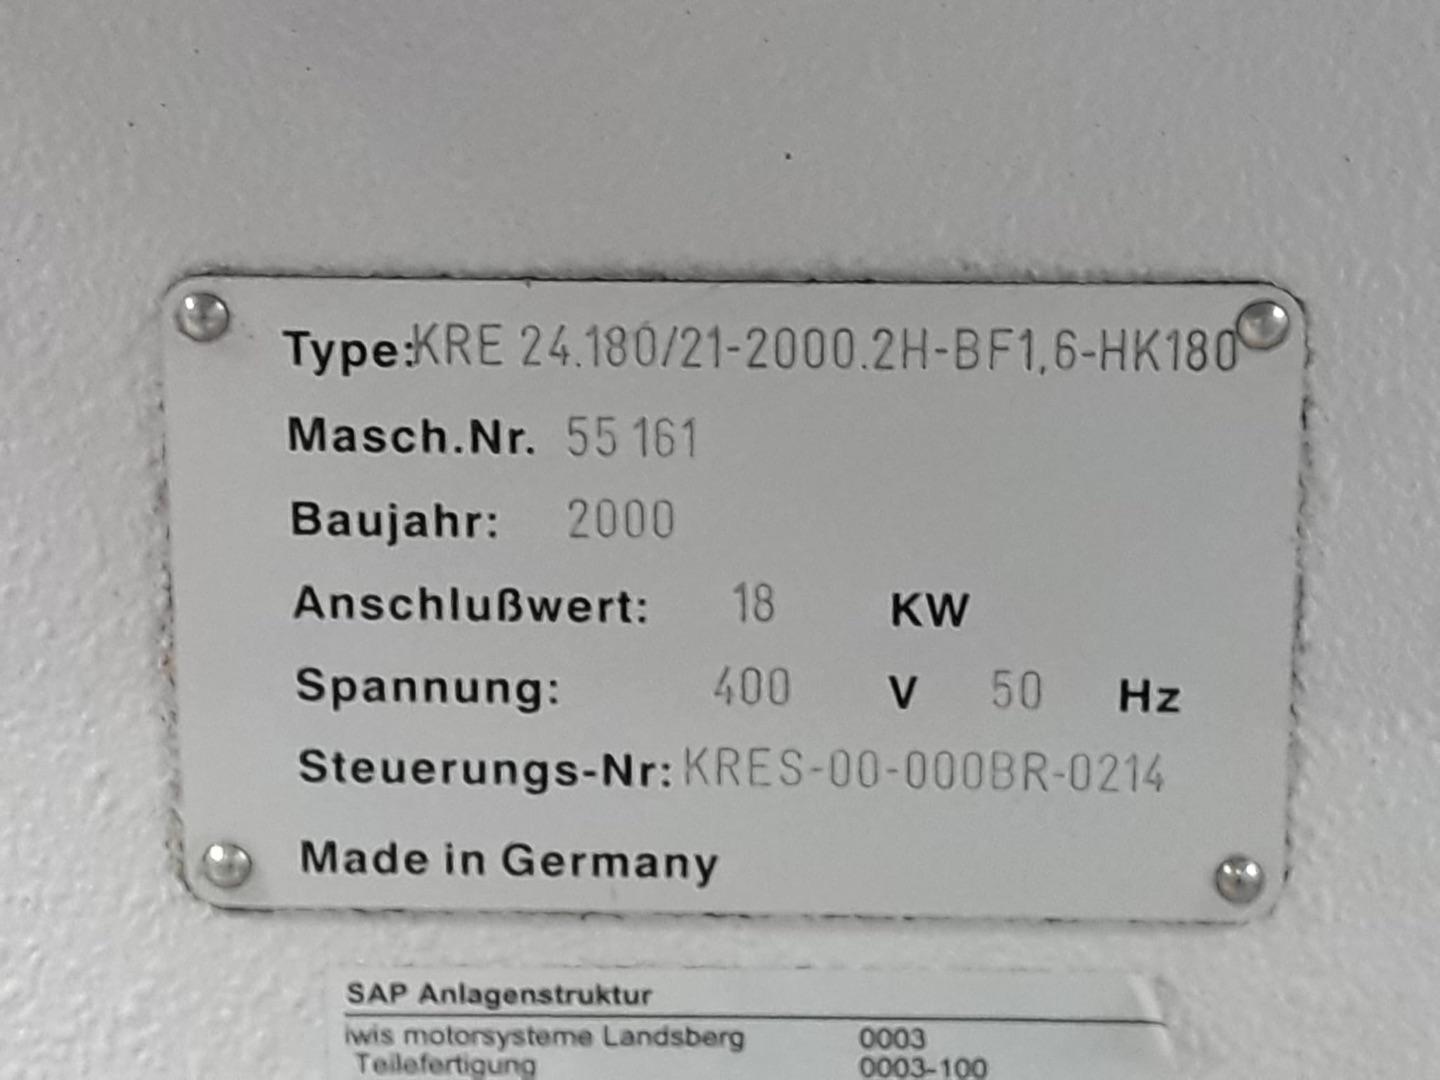 Type: KRE 24.180/21-2000.2H-BF1,6-HK180
Masch.Nr. 55 161
Baujahr: 2000
Anschlußwert: 18 KW
Spannung: 400 V 50 Hz
Steuerungs-Nr: KRES-00-000BR-0214
Made in Germany
SAP Anlagenstruktur
iwis motorsysteme Landsberg 0003
Teilefertigung 0003-100